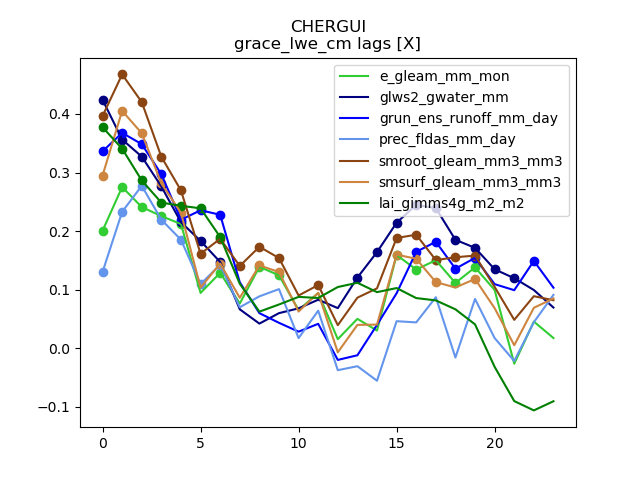 CHERGUI
grace_lwe_cm lags [X]
e_gleam_mm_mon
glws2_gwater_mm
grun_ens_runoff_mm_day
prec_fldas_mm_day
smroot_gleam_mm3_mm3
smsurf_gleam_mm3_mm3
lai_gimms4g_m2_m2
0.4
0.3
0.2
0.1
0.0
−0.1
0 5 10 15 20